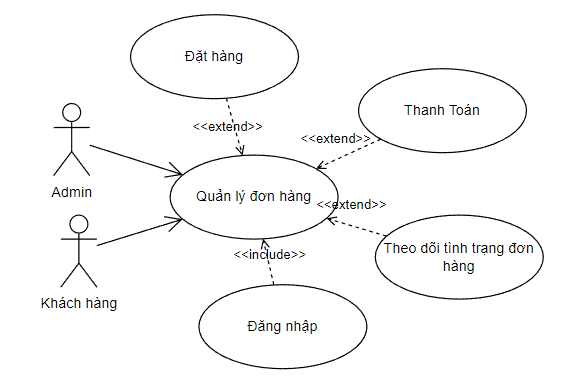 Đặt hàng
Thanh Toán
<<extend>>
<<extend>>
Admin
Quản lý đơn hàng
<<extend>>
Khách hàng
<<include>>
Theo dõi tình trạng đơn
hàng
Đăng nhập